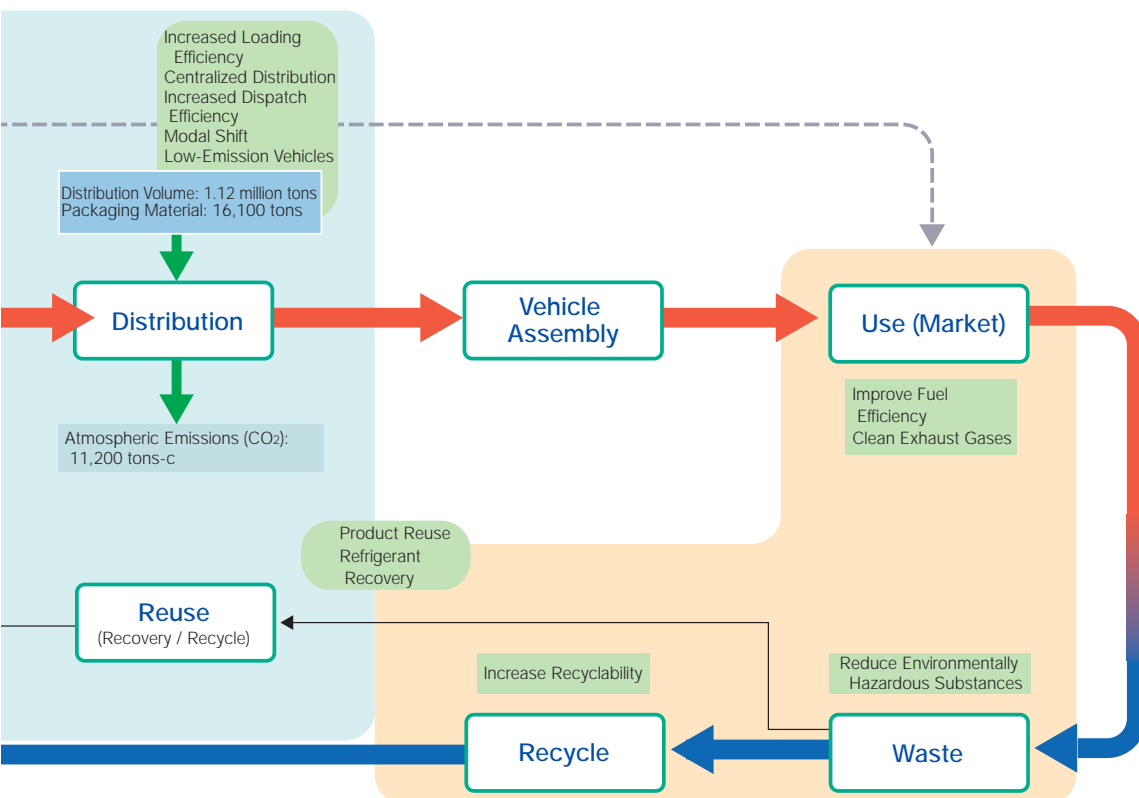 Increased Loading
Efficiency
Centralized Distribution
Increased Dispatch
Efficiency
Modal Shift
Low-Emission Vehicles
Distribution Volume: 1.12 million tons
Packaging Material: 16,100 tons
Distribution
Vehicle
Assembly
Use (Market)
Improve Fuel
Efficiency
Clean Exhaust Gases
Atmospheric Emissions (CO2):
11,200 tons-c
Product Reuse
Refrigerant
Recovery
Reuse
(Recovery / Recycle)
Increase Recyclability
Reduce Environmentally
Hazardous Substances
Recycle
Waste